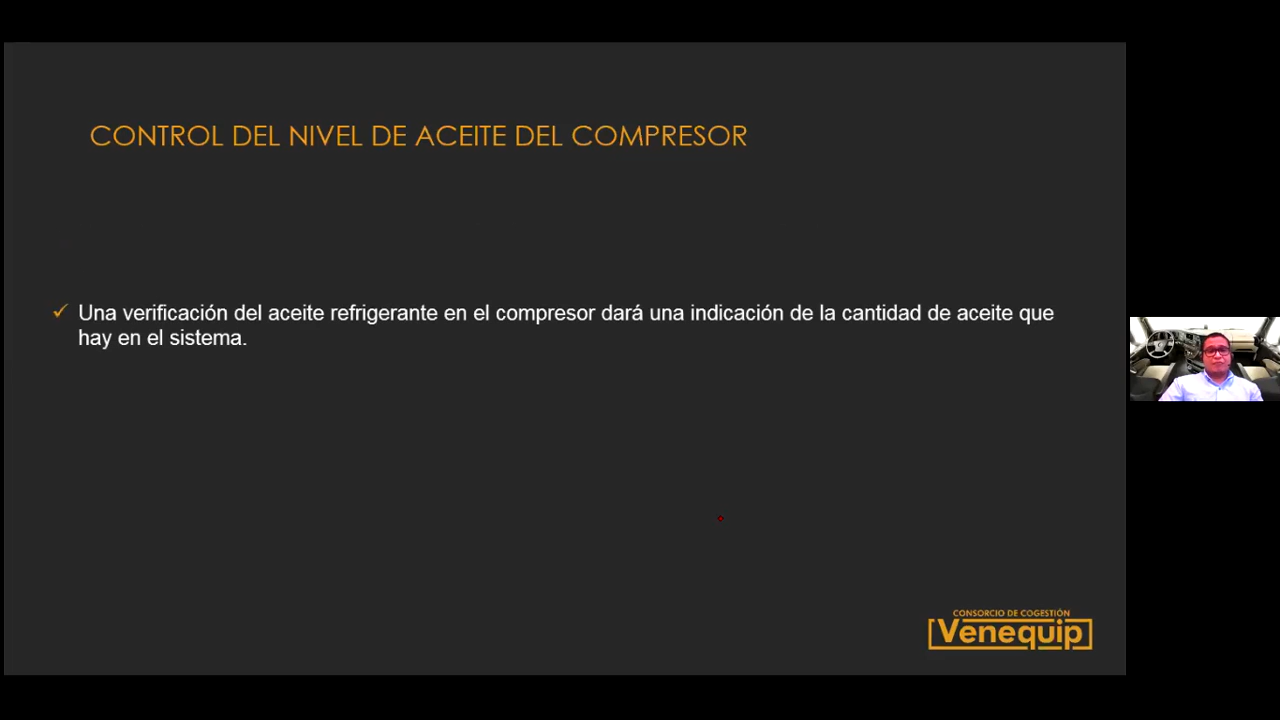 CONTROL DEL NIVEL DE ACEITE DEL COMPRESOR
Una verificación del aceite refrigerante en el compresor dará una indicación de la cantidad de aceite que
hay en el sistema.
CONSORCIO DE COGESTIÓN
Venequip